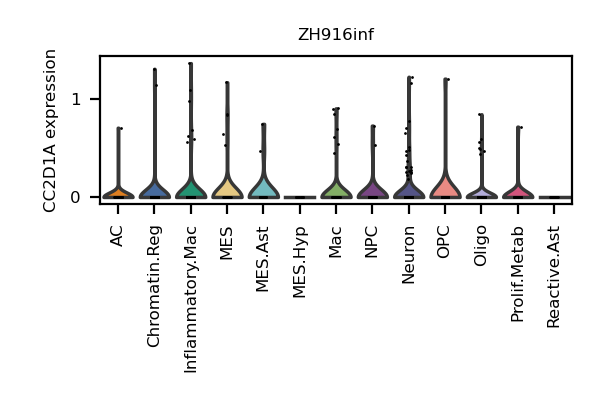 ZH916inf
CC2D1A expression
1
0
AC
Chromatin.Reg
Inflammatory.Mac
MES
MES.Ast
MES.Hyp
Mac
NPC
Neuron
OPC
Oligo
Prolif.Metab
Reactive.Ast